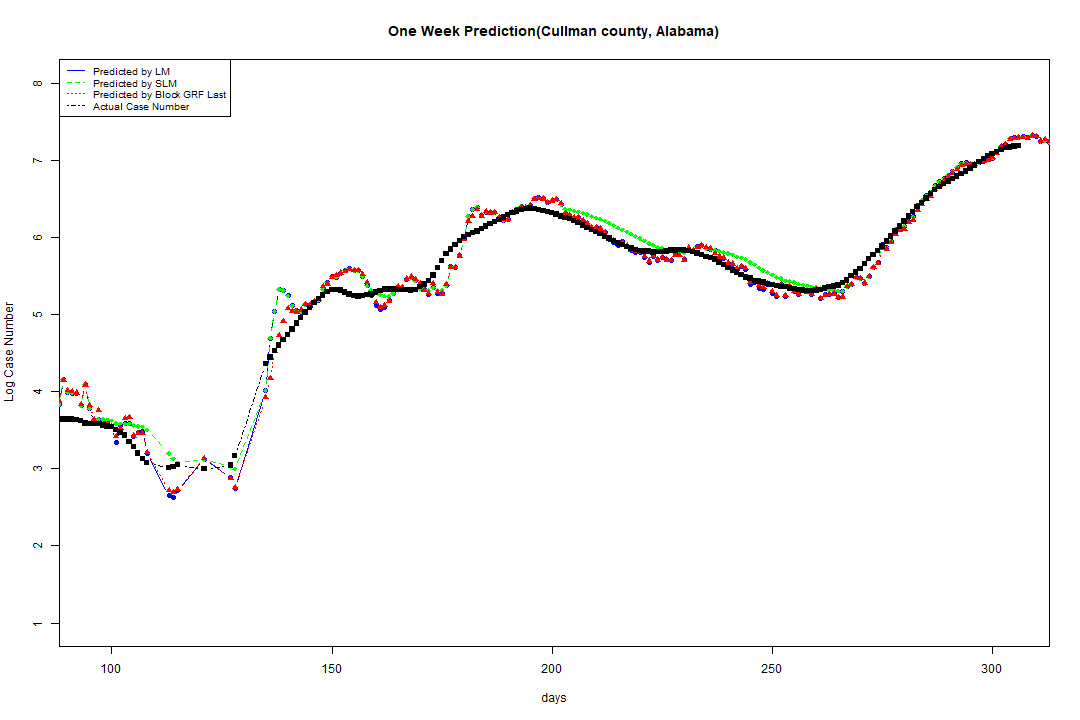 One Week Prediction(Cullman county, Alabama)
Predicted by LM
Predicted by SLM
Predicted by Block GRF Last
Actual Case Number
8
7
6
5
4
3
2
1
Log Case Number
100 150 200 250 300
days